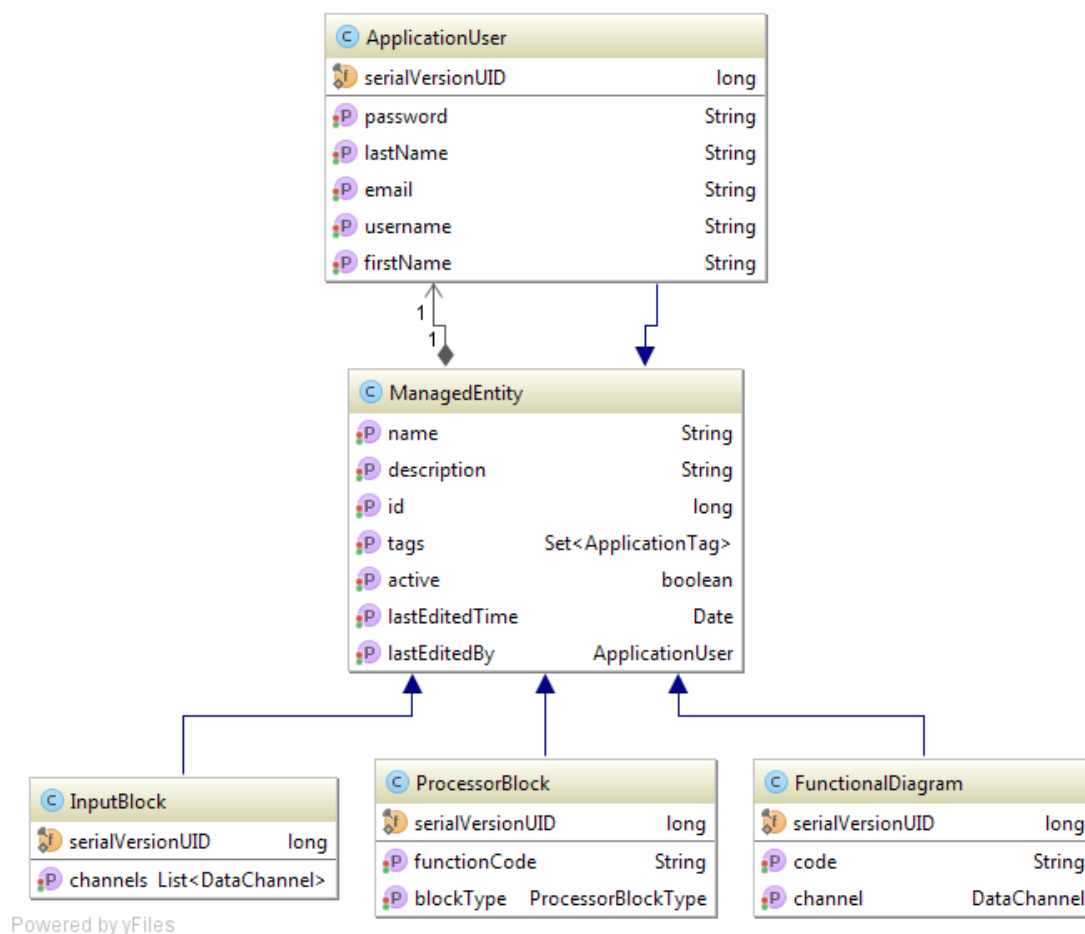 C ApplicationUser
f serialVersionUID long
P password String
P lastName String
P email String
P username String
P firstName String
1
1
C ManagedEntity
P name String
P description String
P id long
P tags Set<ApplicationTag>
P active boolean
P lastEditedTime Date
P lastEditedBy ApplicationUser
C InputBlock
f serialVersionUID long
P channels List<DataChannel>
C ProcessorBlock
f serialVersionUID long
P functionCode String
P blockType ProcessorBlockType
C FunctionalDiagram
f serialVersionUID long
P code String
P channel DataChannel
Powered by yFiles